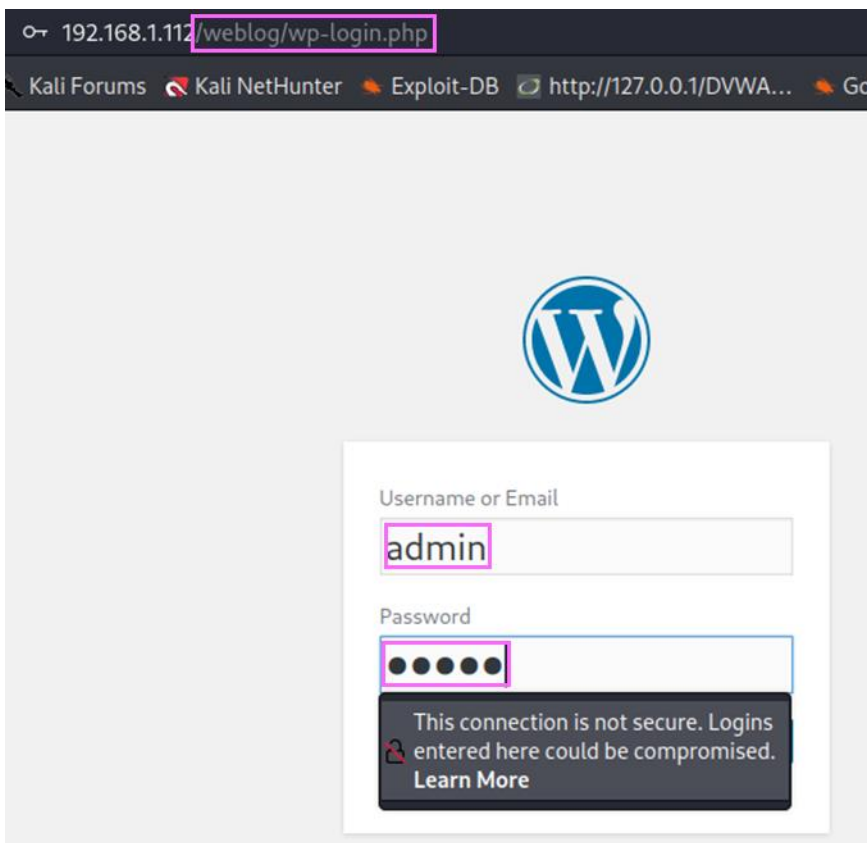 192.168.1.112/weblog/wp-login.php
Kali Forums Kali NetHunter Exploit-DB http://127.0.0.1/DVWA... Go
Username or Email
admin
Password
●●●●●
This connection is not secure. Logins
entered here could be compromised.
Learn More